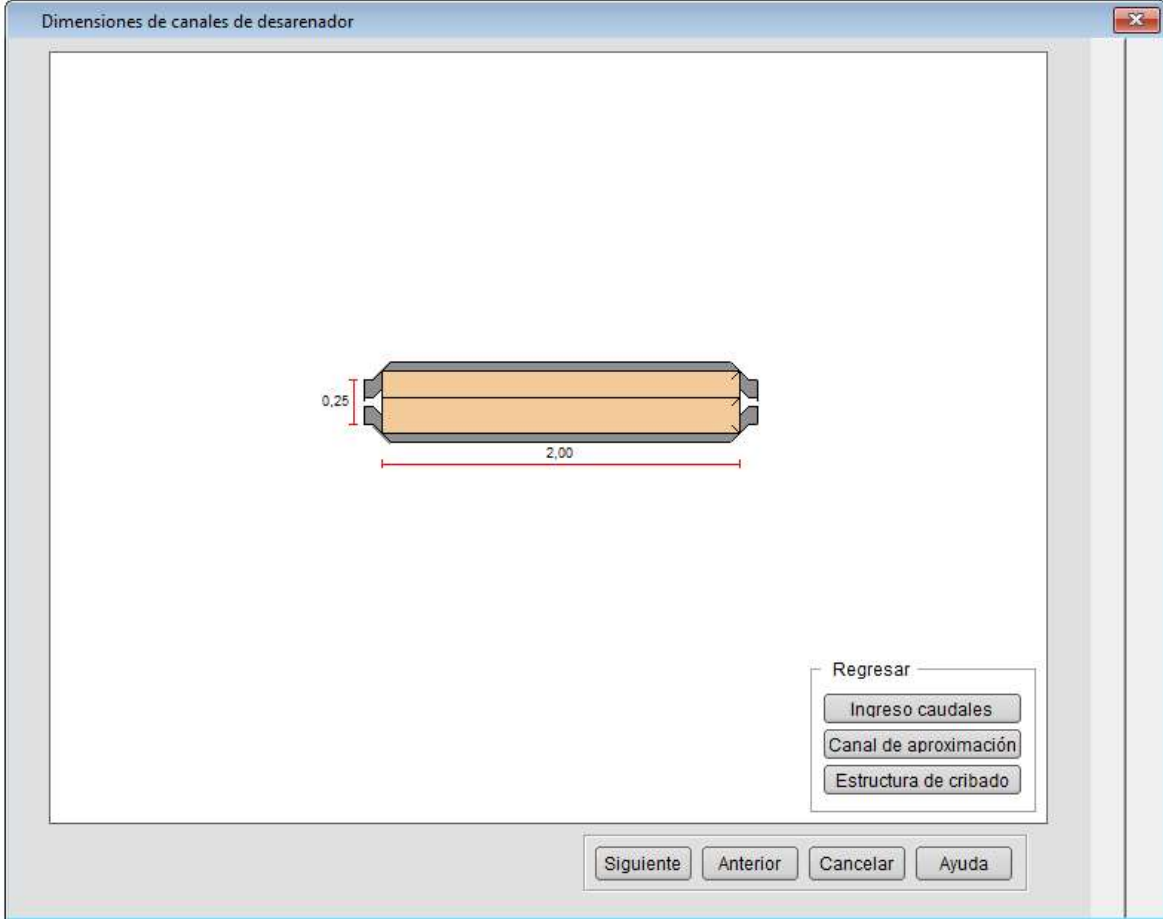 Dimensiones de canales de desarenador
0,25
2,00
Regresar
Ingreso caudales
Canal de aproximación
Estructura de cribado
Siguiente Anterior Cancelar Ayuda